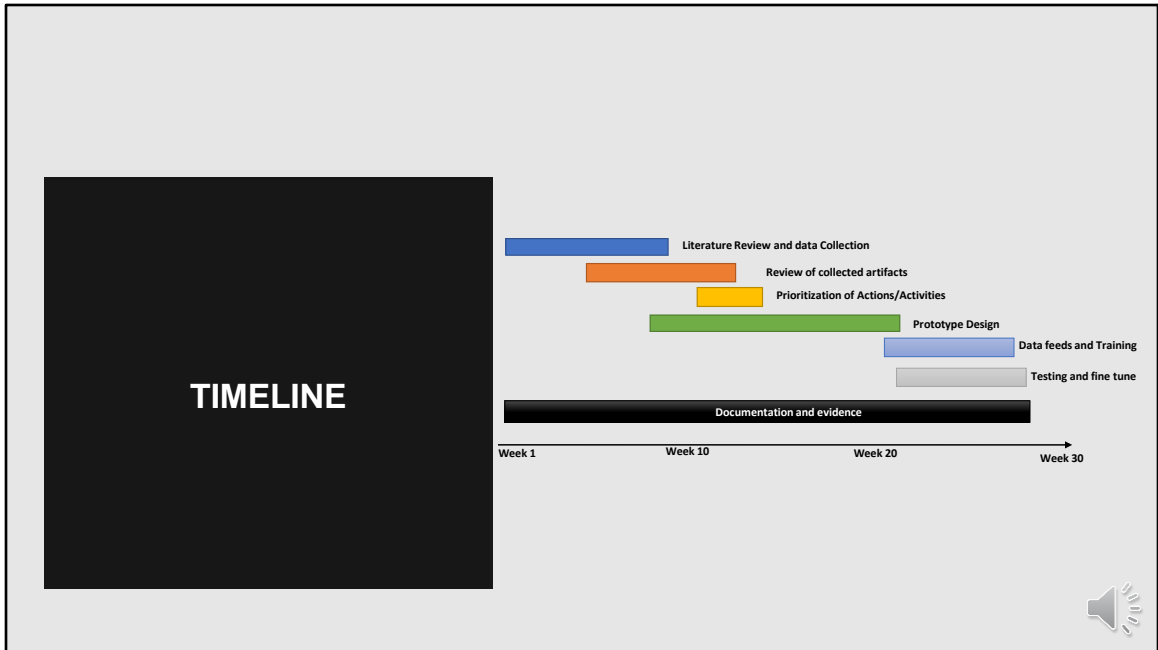 TIMELINE
Literature Review and data Collection
Review of collected artifacts
Prioritization of Actions/Activities
Prototype Design
Data feeds and Training
Testing and fine tune
Documentation and evidence
Week 1
Week 10
Week 20
Week 30